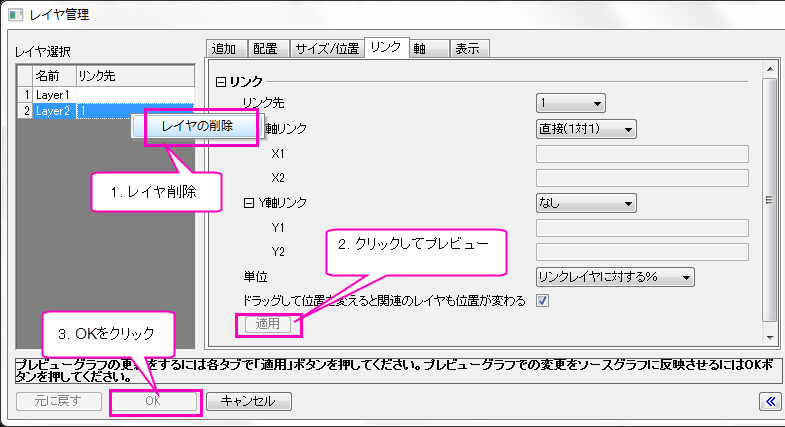 レイヤ管理
レイヤ選択
名前 リンク先
1 Layer1
2 Layer2 1
レイヤの削除
1. レイヤ削除
追加 配置 サイズ/位置 リンク 軸 表示
リンク
リンク先 1
軸リンク 直接(1対1)
X1
X2
Y軸リンク なし
Y1
Y2
2. クリックしてプレビュー
単位 リンクレイヤに対する%
ドラッグして位置を変えると関連のレイヤも位置が変わる
適用
3. OKをクリック
プレビューグラフの更 をするには各タブで「適用」ボタンを押してください。プレビューグラフでの変更をソースグラフに反映させるにはOKボ
タンを押してください。
元に戻す OK キャンセル